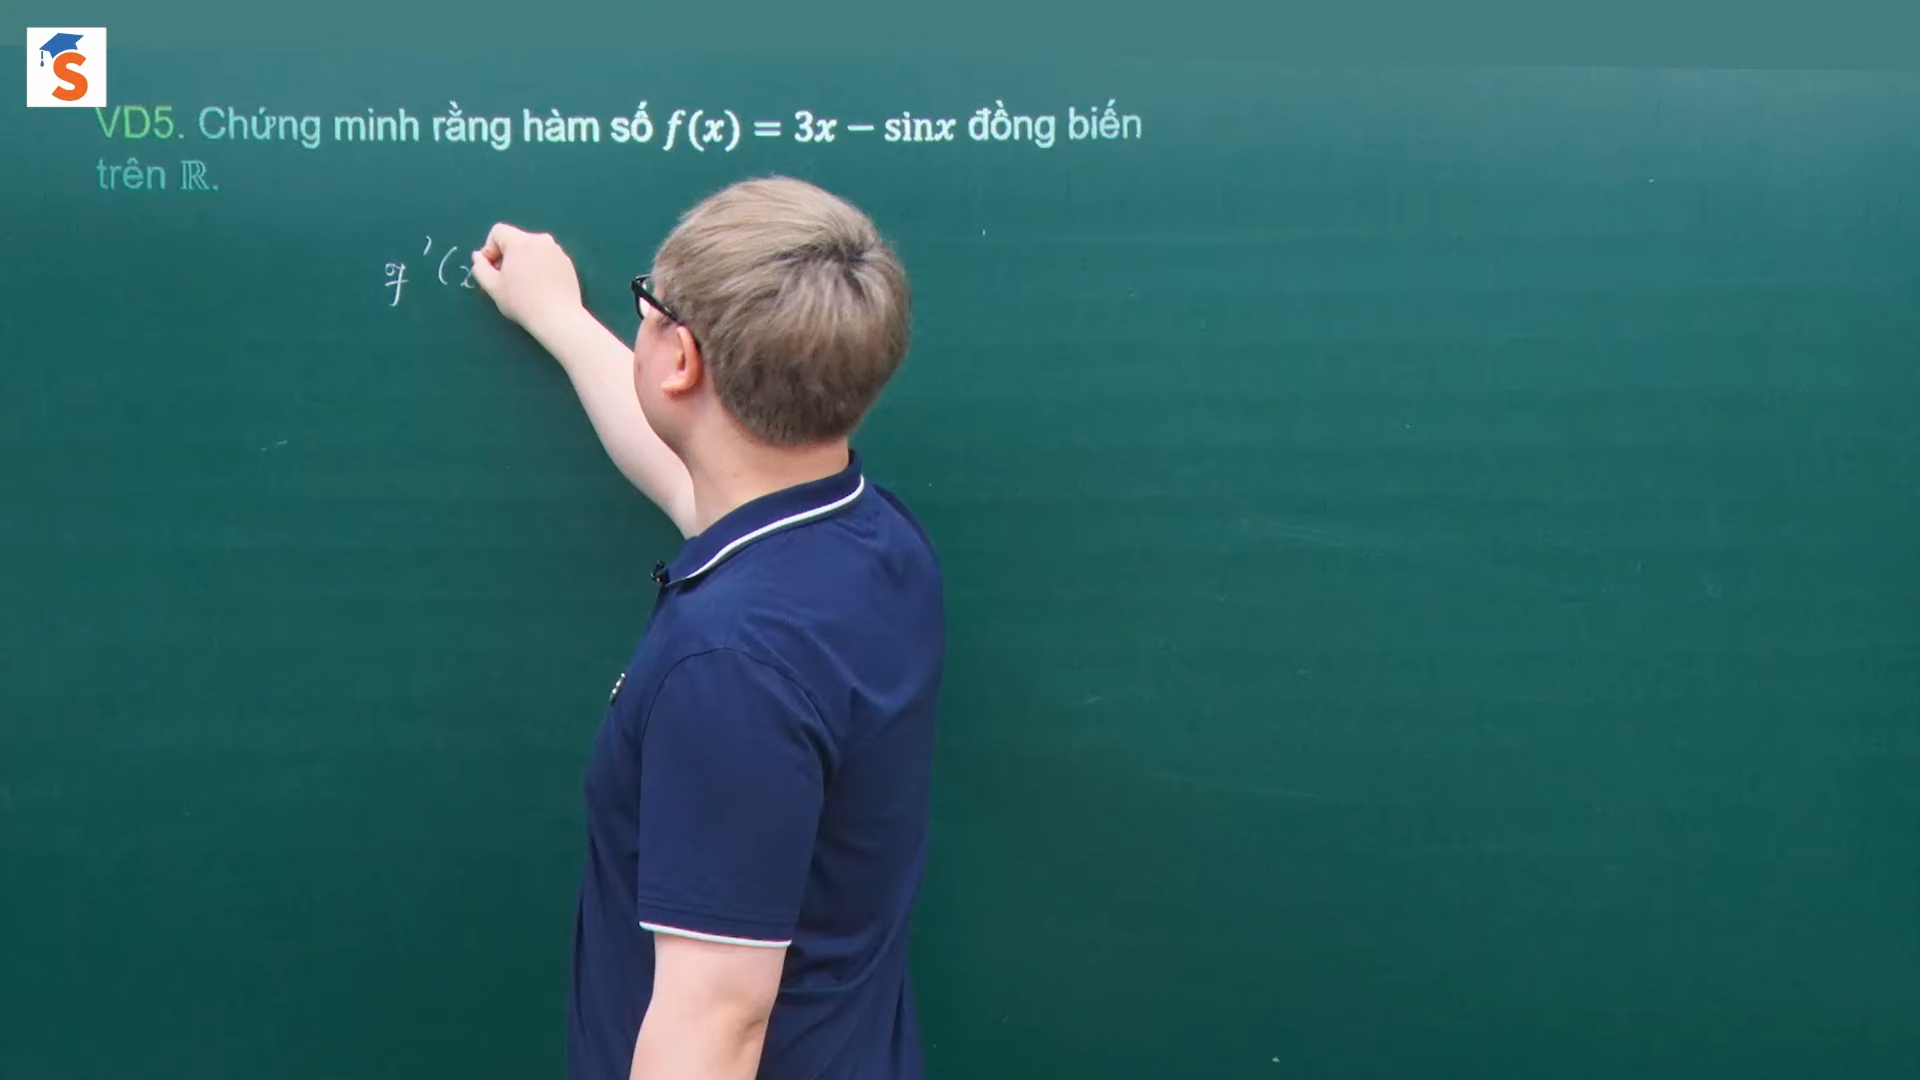 S
VD5. Chứng minh rằng hàm số f(x) = 3x − sinx đồng biến
trên ℝ.
f'(x